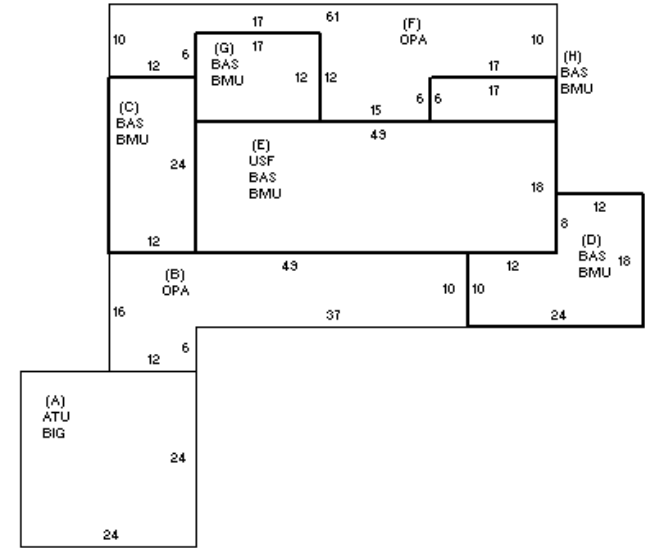 61
17
(F)
OPA
10
10
6
17
(G)
BAS
BMU
(H)
BAS
BMU
12
17
12
12
17
6
6
(C)
BAS
BMU
15
49
(E)
USF
BAS
BMU
24
18
12
8
(D)
BAS
BMU
18
12
49
12
(B)
OPA
10
10
16
37
24
6
12
(A)
ATU
BIG
24
24